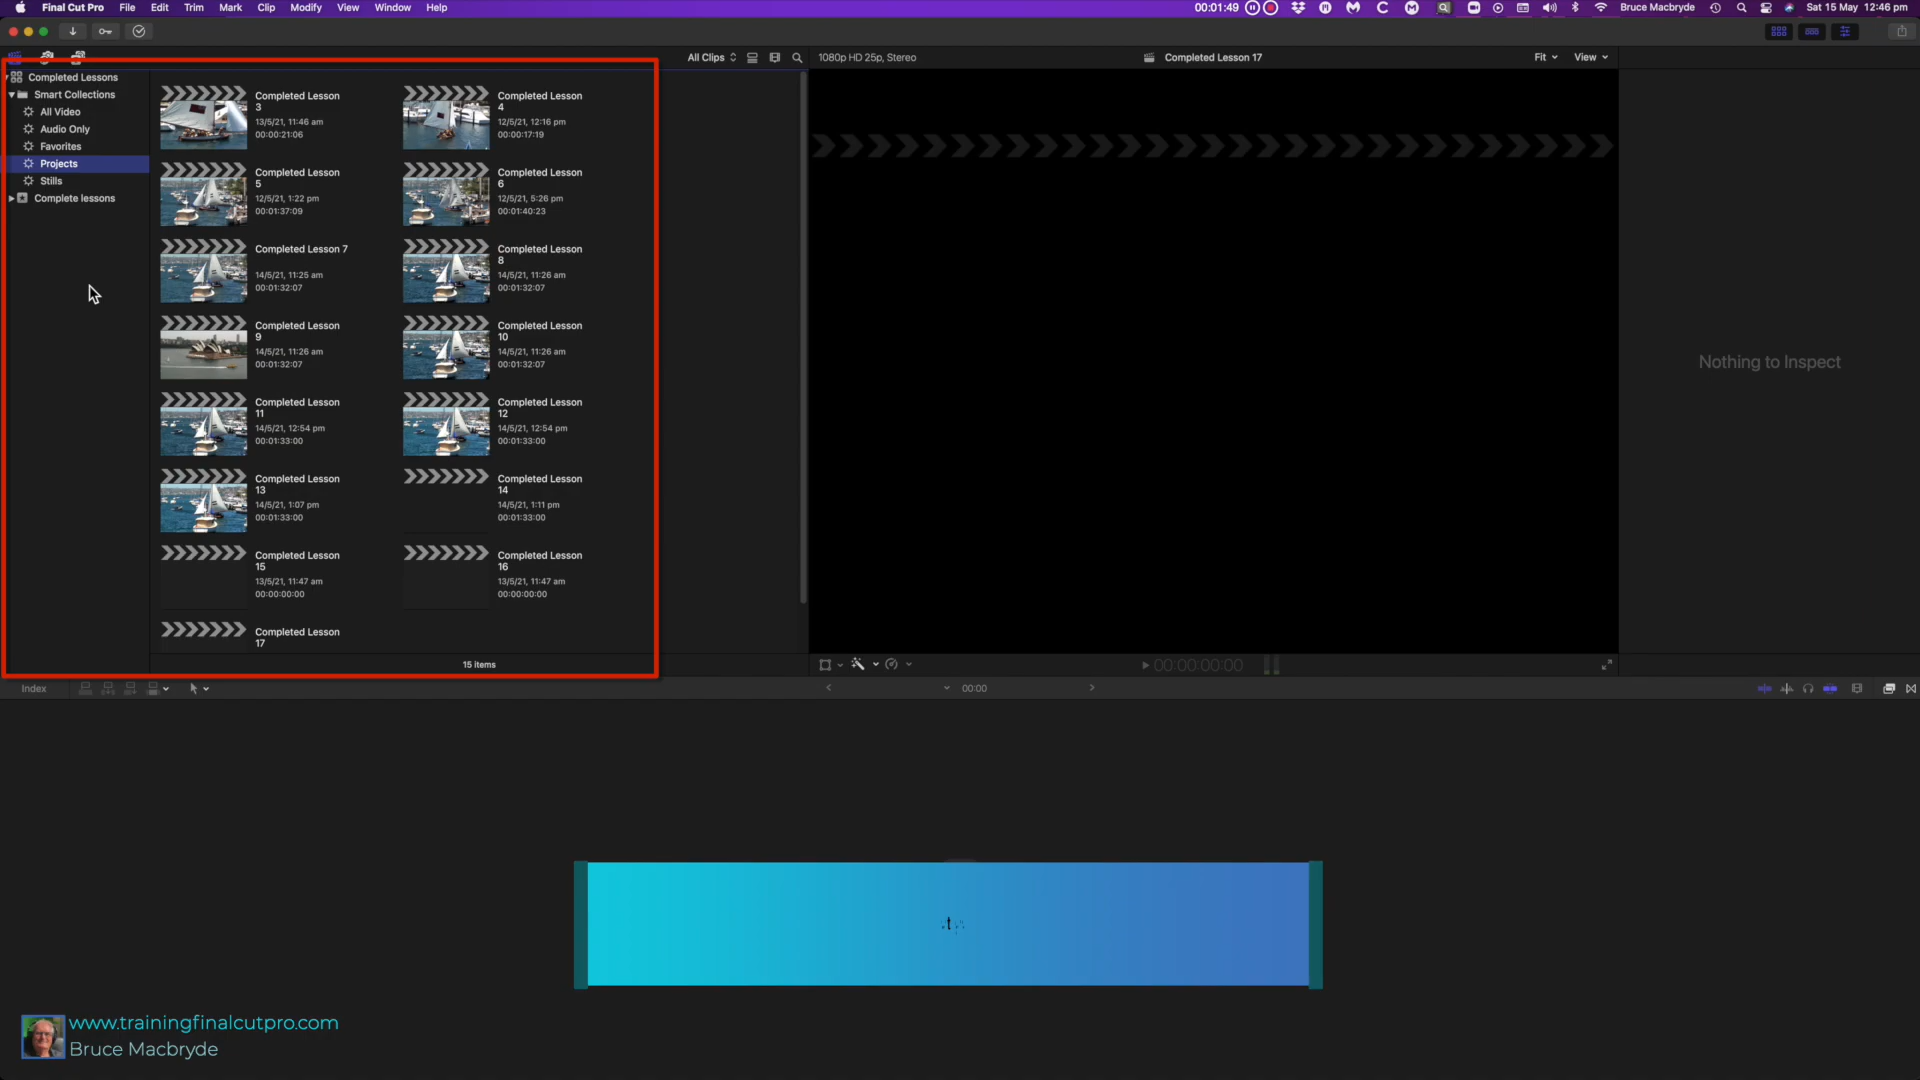 Final Cut Pro File Edit Trim Mark Clip Modify View Window Help 00:01:49 Bruce Macbryde Sat 15 May 12:46 pm
All Clips 1080p HD 25p, Stereo Completed Lesson 17 Fit View
Completed Lessons
Smart Collections
All Video
Audio Only
Favorites
Projects
Stills
Complete lessons
Completed Lesson
3
13/5/21, 11:46 am
00:00:21:06
Completed Lesson
4
12/5/21, 12:16 pm
00:00:17:19
Completed Lesson
5
12/5/21, 1:22 pm
00:01:37:09
Completed Lesson
6
12/5/21, 5:26 pm
00:01:40:23
Completed Lesson 7
14/5/21, 11:25 am
00:01:32:07
Completed Lesson
8
14/5/21, 11:26 am
00:01:32:07
Completed Lesson
9
14/5/21, 11:26 am
00:01:32:07
Completed Lesson
10
14/5/21, 11:26 am
00:01:32:07
Completed Lesson
11
14/5/21, 12:54 pm
00:01:33:00
Completed Lesson
12
14/5/21, 12:54 pm
00:01:33:00
Completed Lesson
13
14/5/21, 1:07 pm
00:01:33:00
Completed Lesson
14
14/5/21, 1:11 pm
00:01:33:00
Completed Lesson
15
13/5/21, 11:47 am
00:00:00:00
Completed Lesson
16
13/5/21, 11:47 am
00:00:00:00
Completed Lesson
17
15 items
Nothing to Inspect
00:00:00:00
Index
00:00
www.trainingfinalcutpro.com
Bruce Macbryde